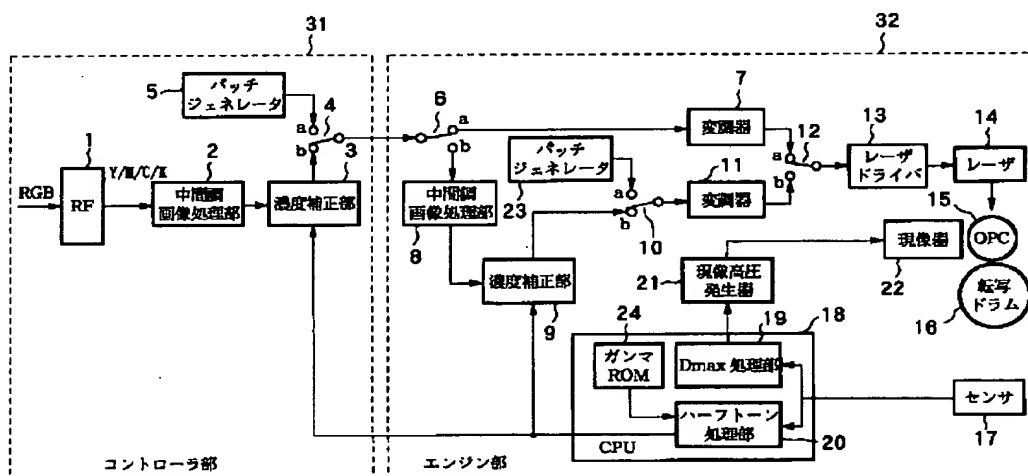 31
32
5
パッチ
ジェネレータ
a
4
b
6
a
b
7
変調器
a
12
b
13
レーザ
ドライバ
14
レーザ
1
RGB
RF
Y/M/C/K
2
中間調
画像処理部
3
濃度補正部
中間調
画像処理部
8
パッチ
ジェネレータ
23
a
b
10
11
変調器
15
OPC
現像器
22
転写
ドラム
16
濃度補正部
9
21
現像高圧
発生器
18
24
ガンマ
ROM
19
Dmax 処理部
ハーフトーン
処理部
20
CPU
センサ
17
コントローラ部
エンジン部